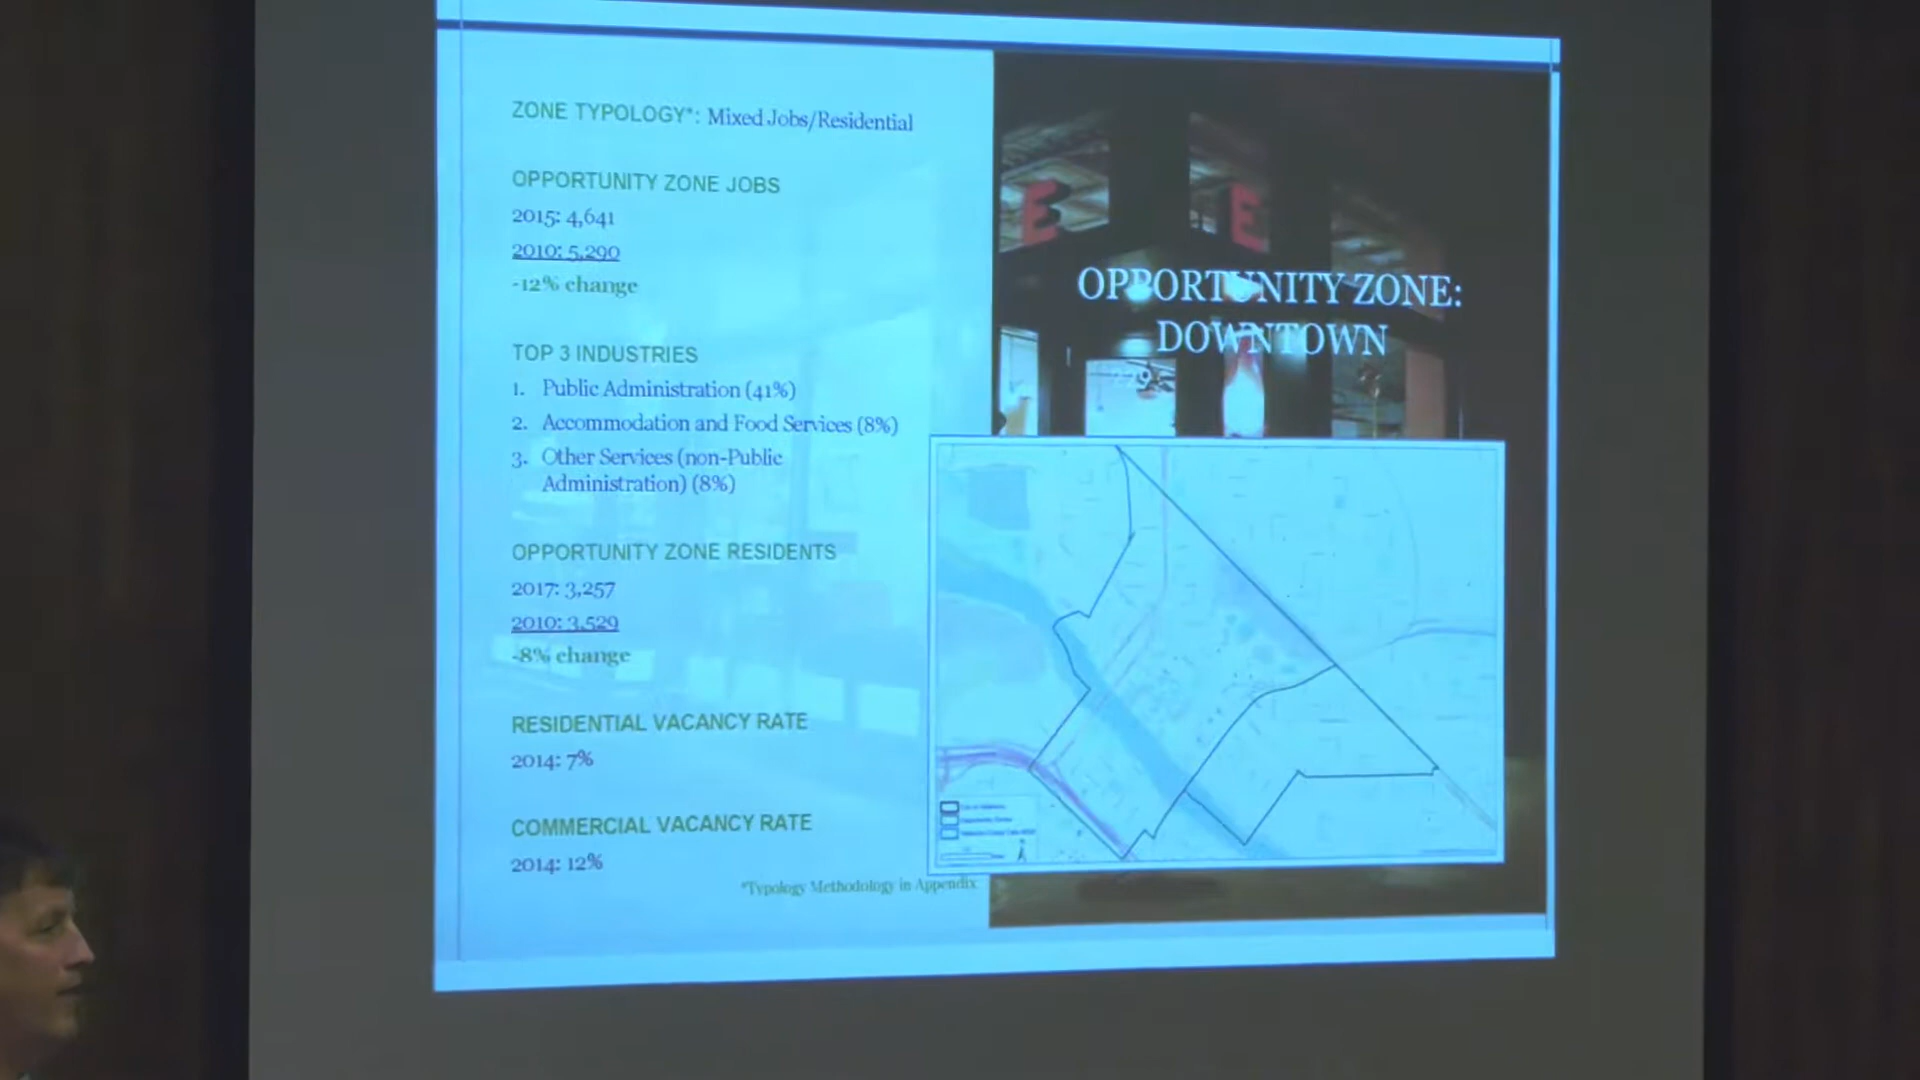 ZONE TYPOLOGY*: Mixed Jobs/Residential
OPPORTUNITY ZONE JOBS
2015: 4,641
2010: 5,290
-12% change
TOP 3 INDUSTRIES
1. Public Administration (41%)
2. Accommodation and Food Services (8%)
3. Other Services (non-Public
Administration) (8%)
OPPORTUNITY ZONE RESIDENTS
2017: 3,257
2010: 3,529
-8% change
RESIDENTIAL VACANCY RATE
2014: 7%
COMMERCIAL VACANCY RATE
2014: 12%
*Typology Methodology in Appendix
E E
OPPORTUNITY ZONE:
DOWNTOWN